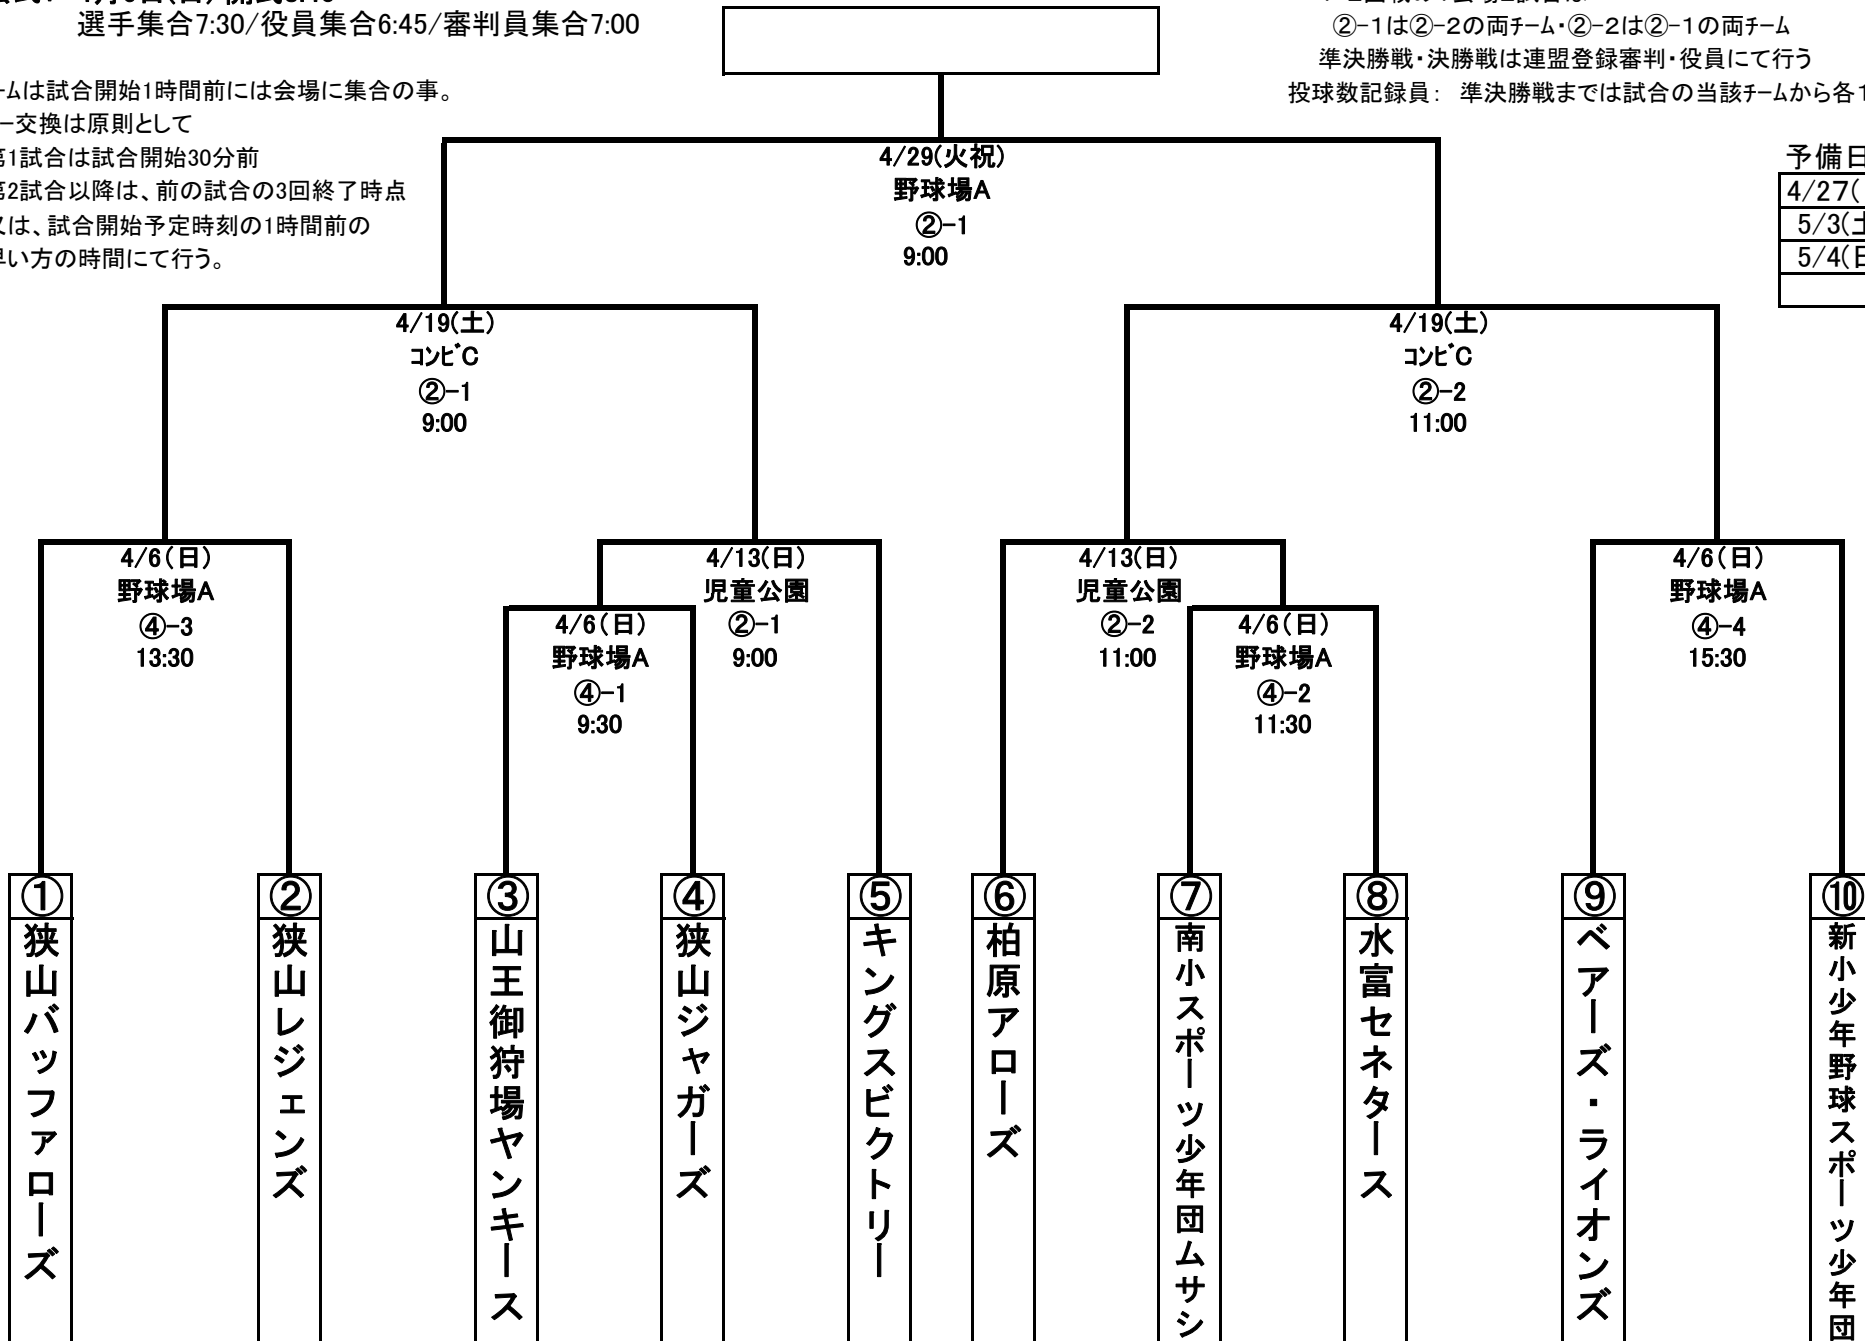 選手集合7:30/役員集合6:45/審判員集合7:00
ームは試合開始1時間前には会場に集合の事。
ー交換は原則として
第1試合は試合開始30分前
第2試合以降は、前の試合の3回終了時点
又は、試合開始予定時刻の1時間前の
早い方の時間にて行う。
②-1は②-2の両チーム・②-2は②-1の両チーム
準決勝戦・決勝戦は連盟登録審判・役員にて行う
投球数記録員： 準決勝戦までは試合の当該チームから各1
予備日
4/27(
5/3(土
5/4(日
4/29(火祝)
野球場A
②-1
9:00
4/19(土)
コンビC
②-1
9:00
4/19(土)
コンビC
②-2
11:00
4/6(日)
野球場A
④-3
13:30
4/6(日)
野球場A
④-1
9:30
4/13(日)
児童公園
②-1
9:00
4/13(日)
児童公園
②-2
11:00
4/6(日)
野球場A
④-2
11:30
4/6(日)
野球場A
④-4
15:30
①
狭山バッファローズ
②
狭山レジェンズ
③
山王御狩場ヤンキース
④
狭山ジャガーズ
⑤
キングスビクトリー
⑥
柏原アローズ
⑦
南小スポーツ少年団ムサシ
⑧
水富セネタース
⑨
ベアーズ・ライオンズ
⑩
新小少年野球スポーツ少年団